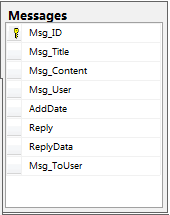 Messages
Msg_ID
Msg_Title
Msg_Content
Msg_User
AddDate
Reply
ReplyData
Msg_ToUser